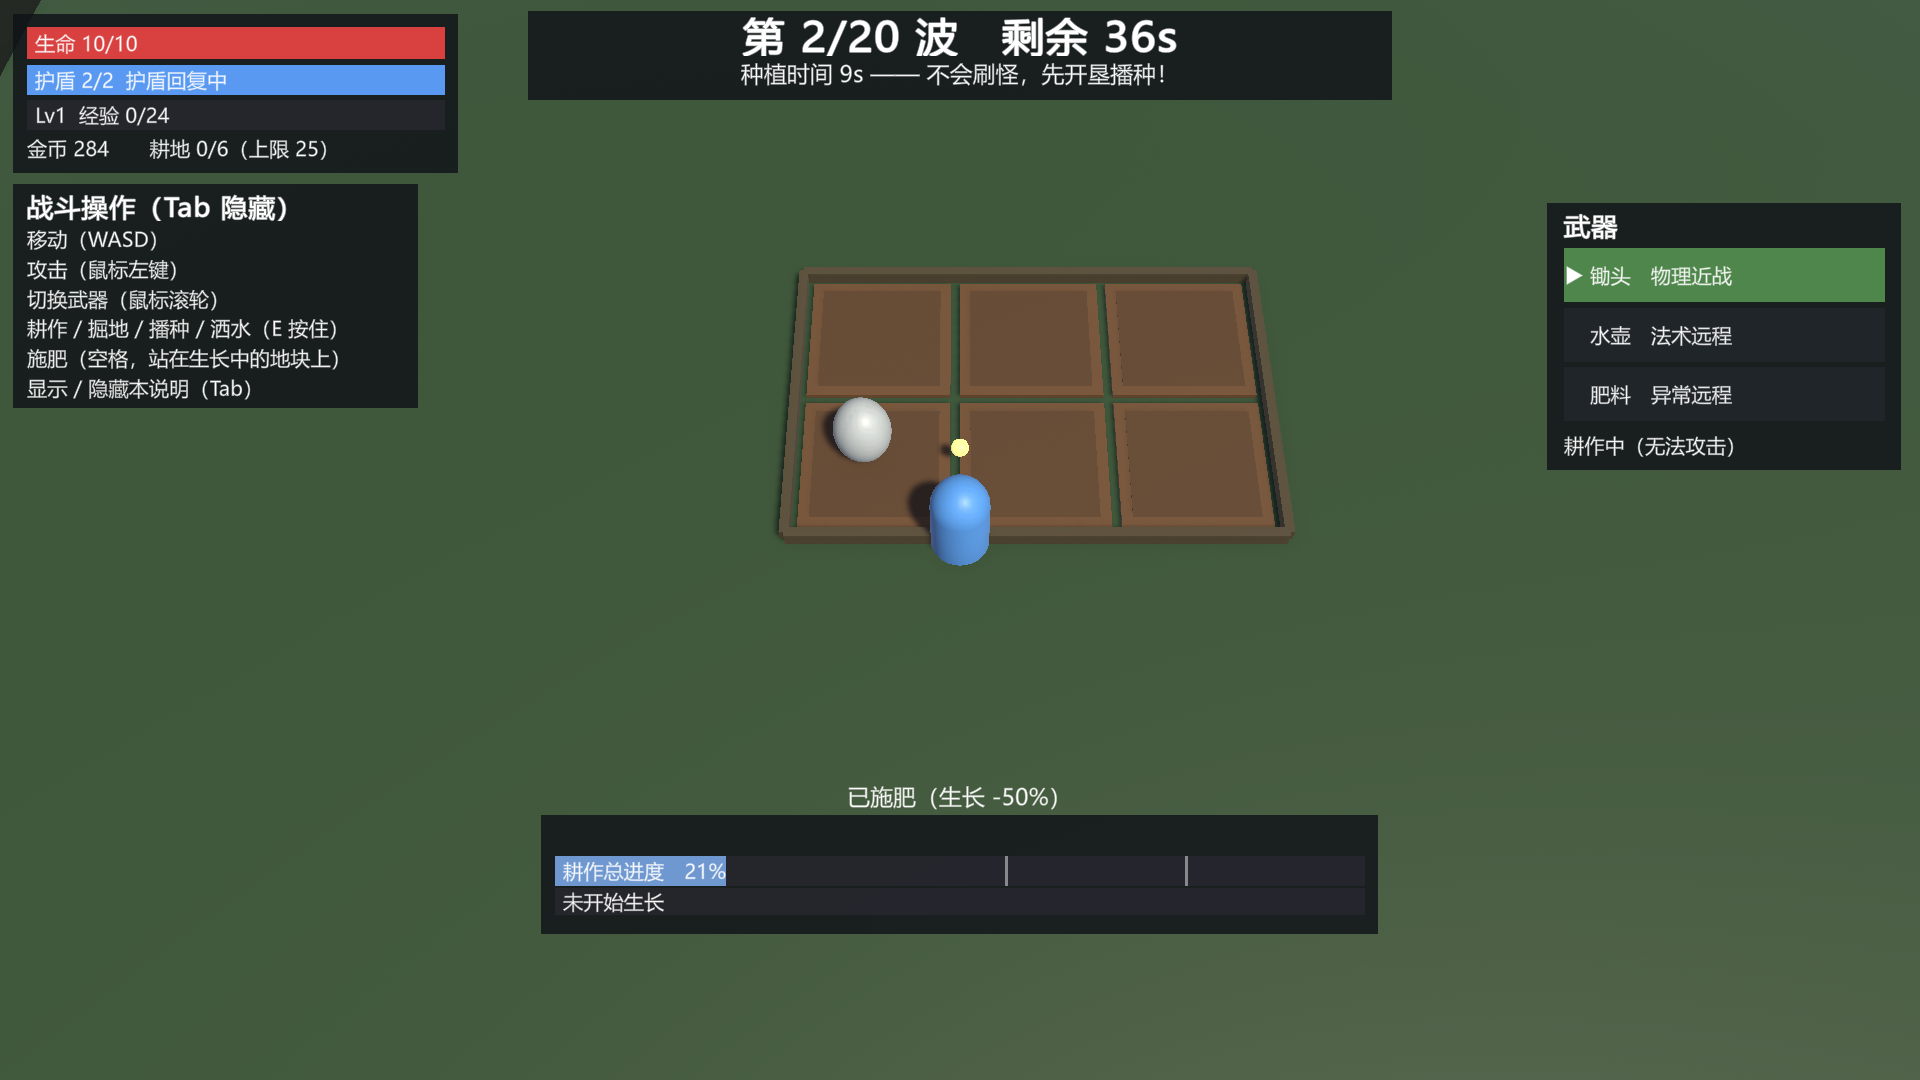 生命 10/10
护盾 2/2 护盾回复中
Lv1 经验 0/24
金币 284 耕地 0/6（上限 25）
第 2/20 波 剩余 36s
种植时间 9s —— 不会刷怪，先开垦播种！
战斗操作（Tab 隐藏）
移动（WASD）
攻击（鼠标左键）
切换武器（鼠标滚轮）
耕作 / 掘地 / 播种 / 洒水（E 按住）
施肥（空格，站在生长中的地块上）
显示 / 隐藏本说明（Tab）
武器
▶ 锄头 物理近战
水壶 法术远程
肥料 异常远程
耕作中（无法攻击）
已施肥（生长 -50%）
耕作总进度 21%
未开始生长